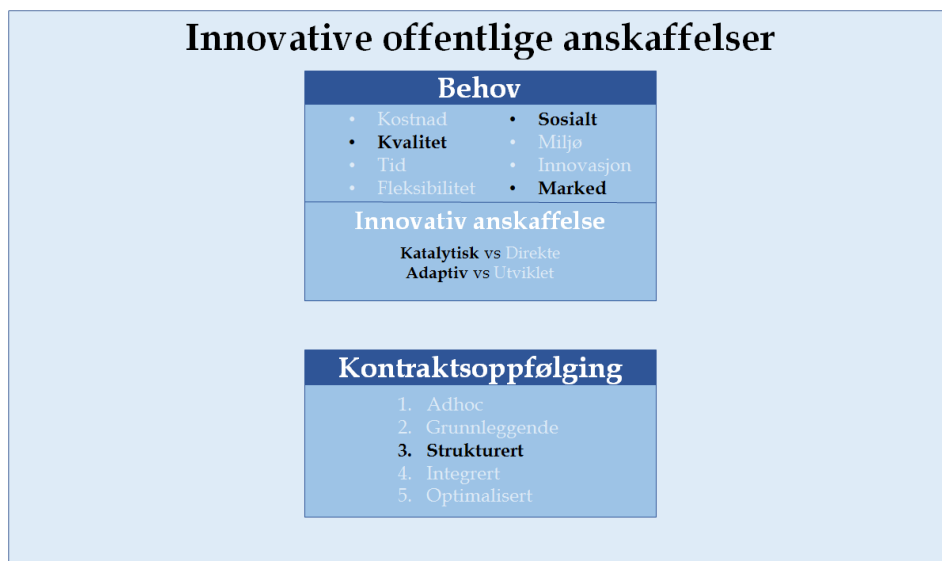 Innovative offentlige anskaffelser
Behov
• Kostnad
• Kvalitet
• Tid
• Fleksibilitet
• Sosialt
• Miljø
• Innovasjon
• Marked
Innovativ anskaffelse
Katalytisk vs Direkte
Adaptiv vs Utviklet
Kontraktsoppfølging
1. Adhoc
2. Grunnleggende
3. Strukturert
4. Integrert
5. Optimalisert